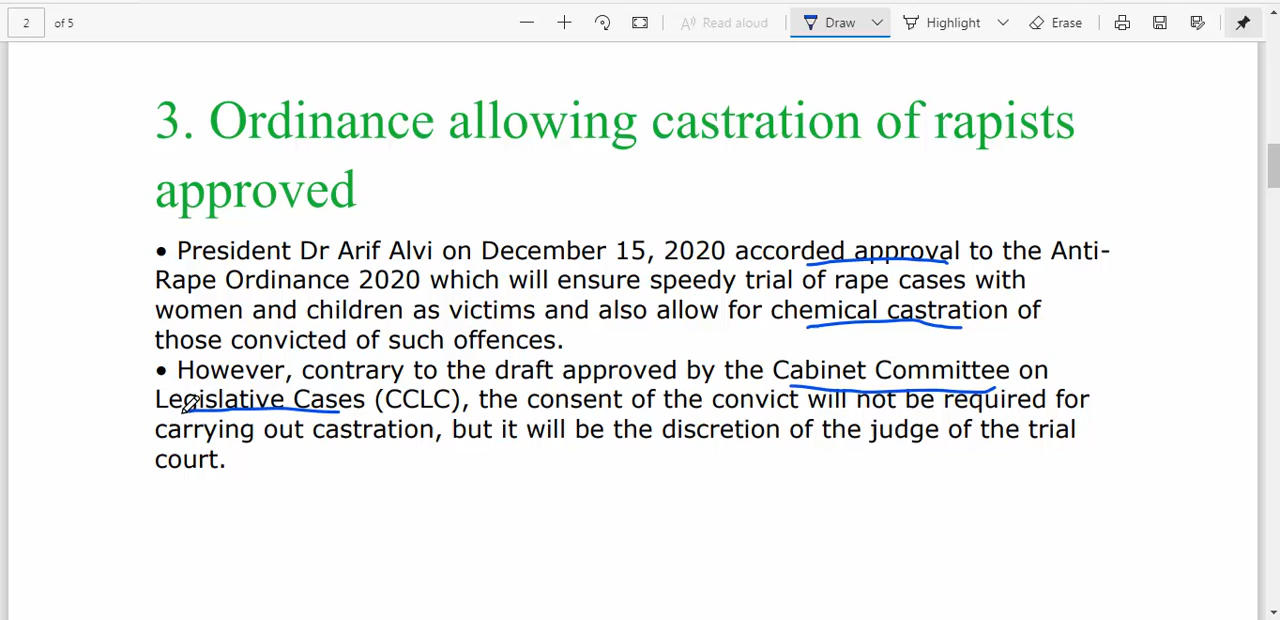 2 of 5 Read aloud Draw Highlight Erase
3. Ordinance allowing castration of rapists
approved
• President Dr Arif Alvi on December 15, 2020 accorded approval to the Anti-
Rape Ordinance 2020 which will ensure speedy trial of rape cases with
women and children as victims and also allow for chemical castration of
those convicted of such offences.
• However, contrary to the draft approved by the Cabinet Committee on
Legislative Cases (CCLC), the consent of the convict will not be required for
carrying out castration, but it will be the discretion of the judge of the trial
court.